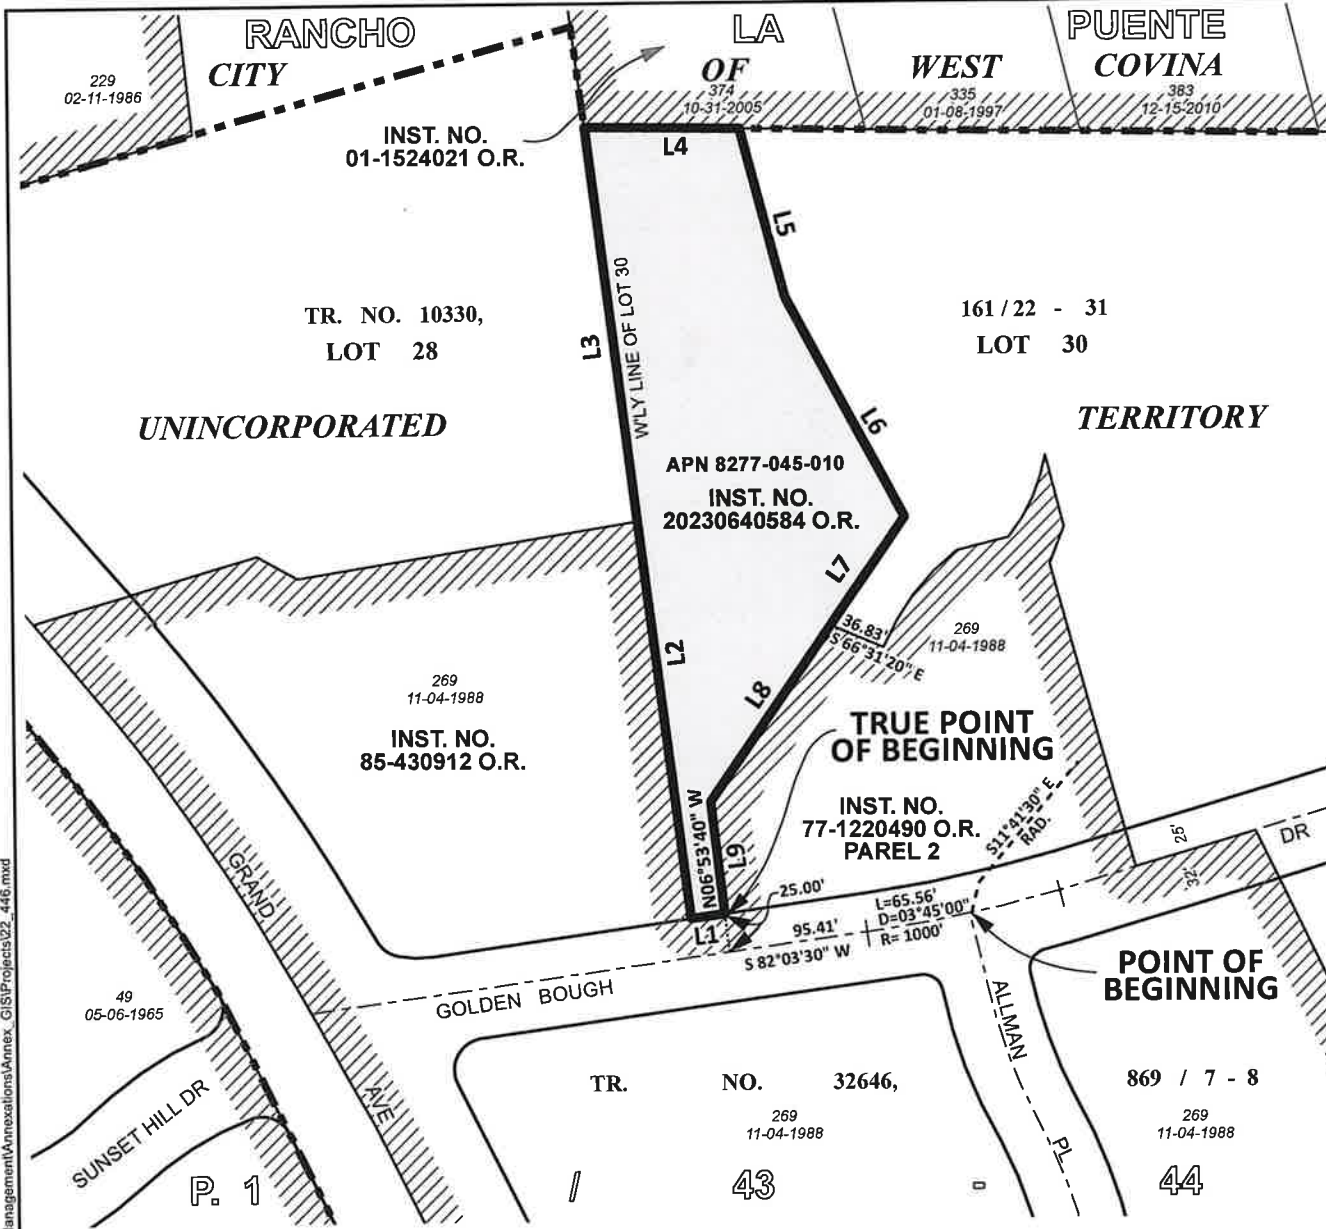 RANCHO LA PUENTE
CITY OF WEST COVINA
229
02-11-1986
374
10-31-2005
335
01-08-1997
383
12-15-2010
INST. NO.
01-1524021 O.R.
L4
L5
W'LY LINE OF LOT 30
L3
TR. NO. 10330,
LOT 28
161 / 22 - 31
LOT 30
UNINCORPORATED TERRITORY
L6
APN 8277-045-010
INST. NO.
20230640584 O.R.
L7
36.83'
S 66°31'20" E
269
11-04-1988
L2
L8
269
11-04-1988
INST. NO.
85-430912 O.R.
TRUE POINT
OF BEGINNING
INST. NO.
77-1220490 O.R.
PAREL 2
N06°53'40" W
L9
S11°41'30" E
RAD.
25'
32'
DR
GRAND
25.00'
L1
95.41'
S 82°03'30" W
L=65.56'
D=03°45'00"
R= 1000'
POINT OF
BEGINNING
GOLDEN BOUGH
49
05-06-1965
ALLMAN
PL
AVE
SUNSET HILL DR
TR. NO. 32646,
869 / 7 - 8
269
11-04-1988
269
11-04-1988
P. 1 / 43 - 44
anagement\Annexations\Annex_GIS\Projects\22_446.mxd